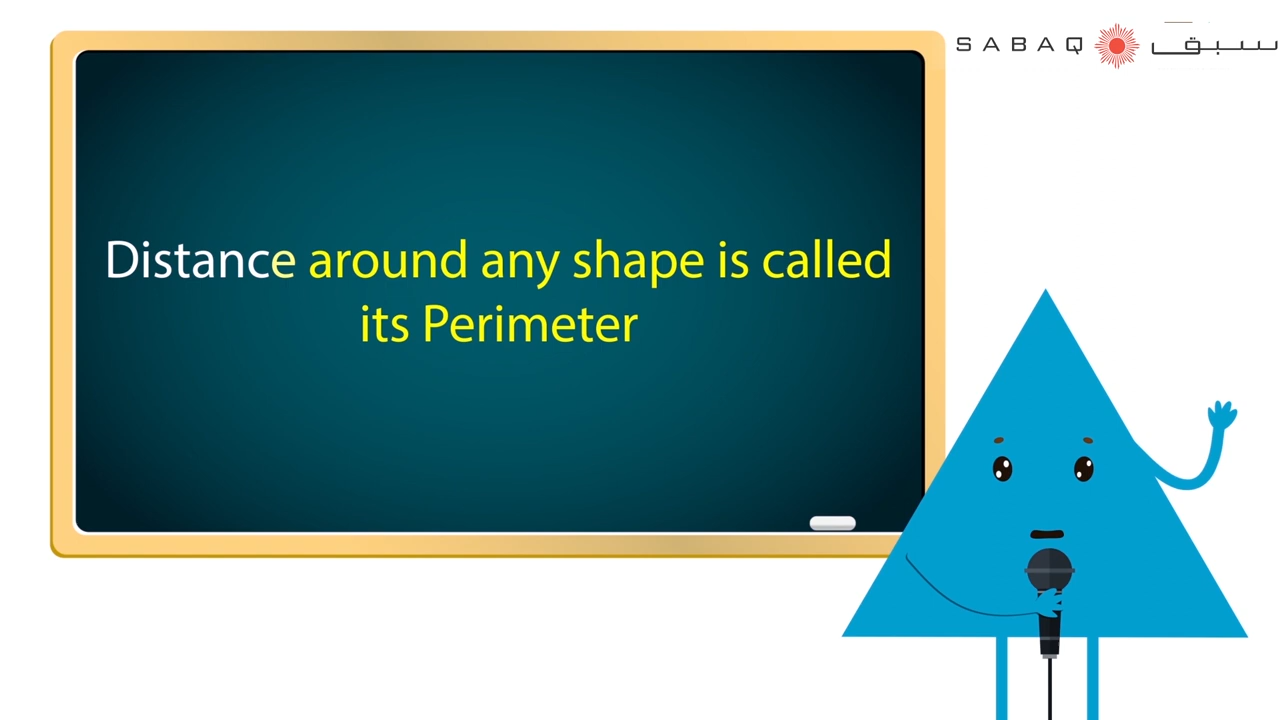 SABAQ سبق
Distance around any shape is called
its Perimeter